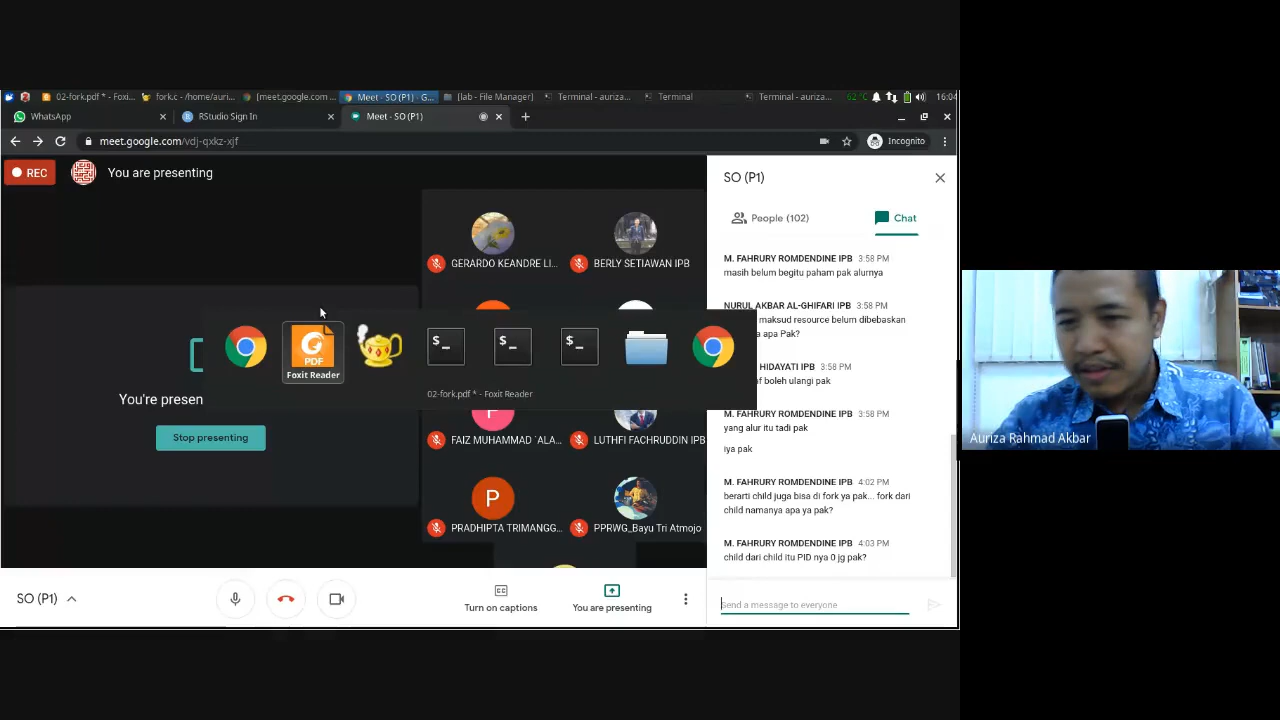 02-fork.pdf * - Foxi...
fork.c - /home/auri...
[meet.google.com ...
Meet - SO (P1) - G...
[lab - File Manager]
Terminal - auriza...
Terminal
Terminal - auriza...
62°C
16:04
WhatsApp
RStudio Sign In
Meet - SO (P1)
meet.google.com/vdj-qxkz-xjf
Incognito
REC
You are presenting
SO (P1)
People (102)
Chat
GERARDO KEANDRE LI...
BERLY SETIAWAN IPB
M. FAHRURY ROMDENDINE IPB 3:58 PM
masih belum begitu paham pak alurnya
NURUL AKBAR AL-GHIFARI IPB 3:58 PM
maksud resource belum dibebaskan
a apa Pak?
HIDAYATI IPB 3:58 PM
af boleh ulangi pak
M. FAHRURY ROMDENDINE IPB 3:58 PM
yang alur itu tadi pak
iya pak
M. FAHRURY ROMDENDINE IPB 4:02 PM
berarti child juga bisa di fork ya pak... fork dari
child namanya apa ya pak?
M. FAHRURY ROMDENDINE IPB 4:03 PM
child dari child itu PID nya 0 jg pak?
PDF
Foxit Reader
$_
$_
$_
02-fork.pdf * - Foxit Reader
You're presen
Stop presenting
FAIZ MUHAMMAD `ALA...
LUTHFI FACHRUDDIN IPB
P
PRADHIPTA TRIMANGG...
PPRWG_Bayu Tri Atmojo
SO (P1)
Turn on captions
You are presenting
Send a message to everyone
Auriza Rahmad Akbar